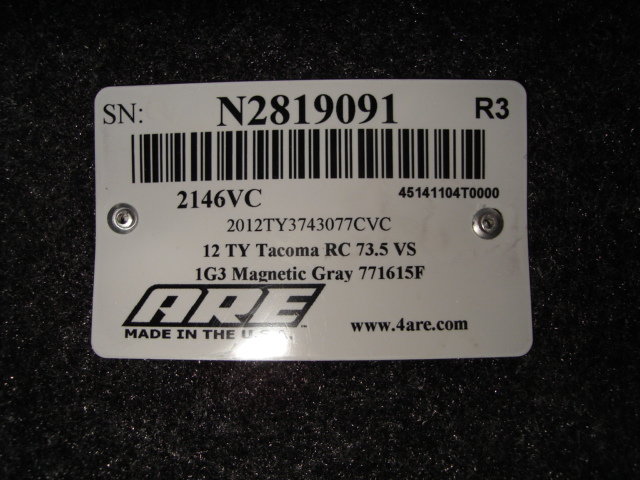 SN: N2819091 R3
2146VC 45141104T0000
2012TY3743077CVC
12 TY Tacoma RC 73.5 VS
1G3 Magnetic Gray 771615F
ARE
MADE IN THE U.S.A. www.4are.com